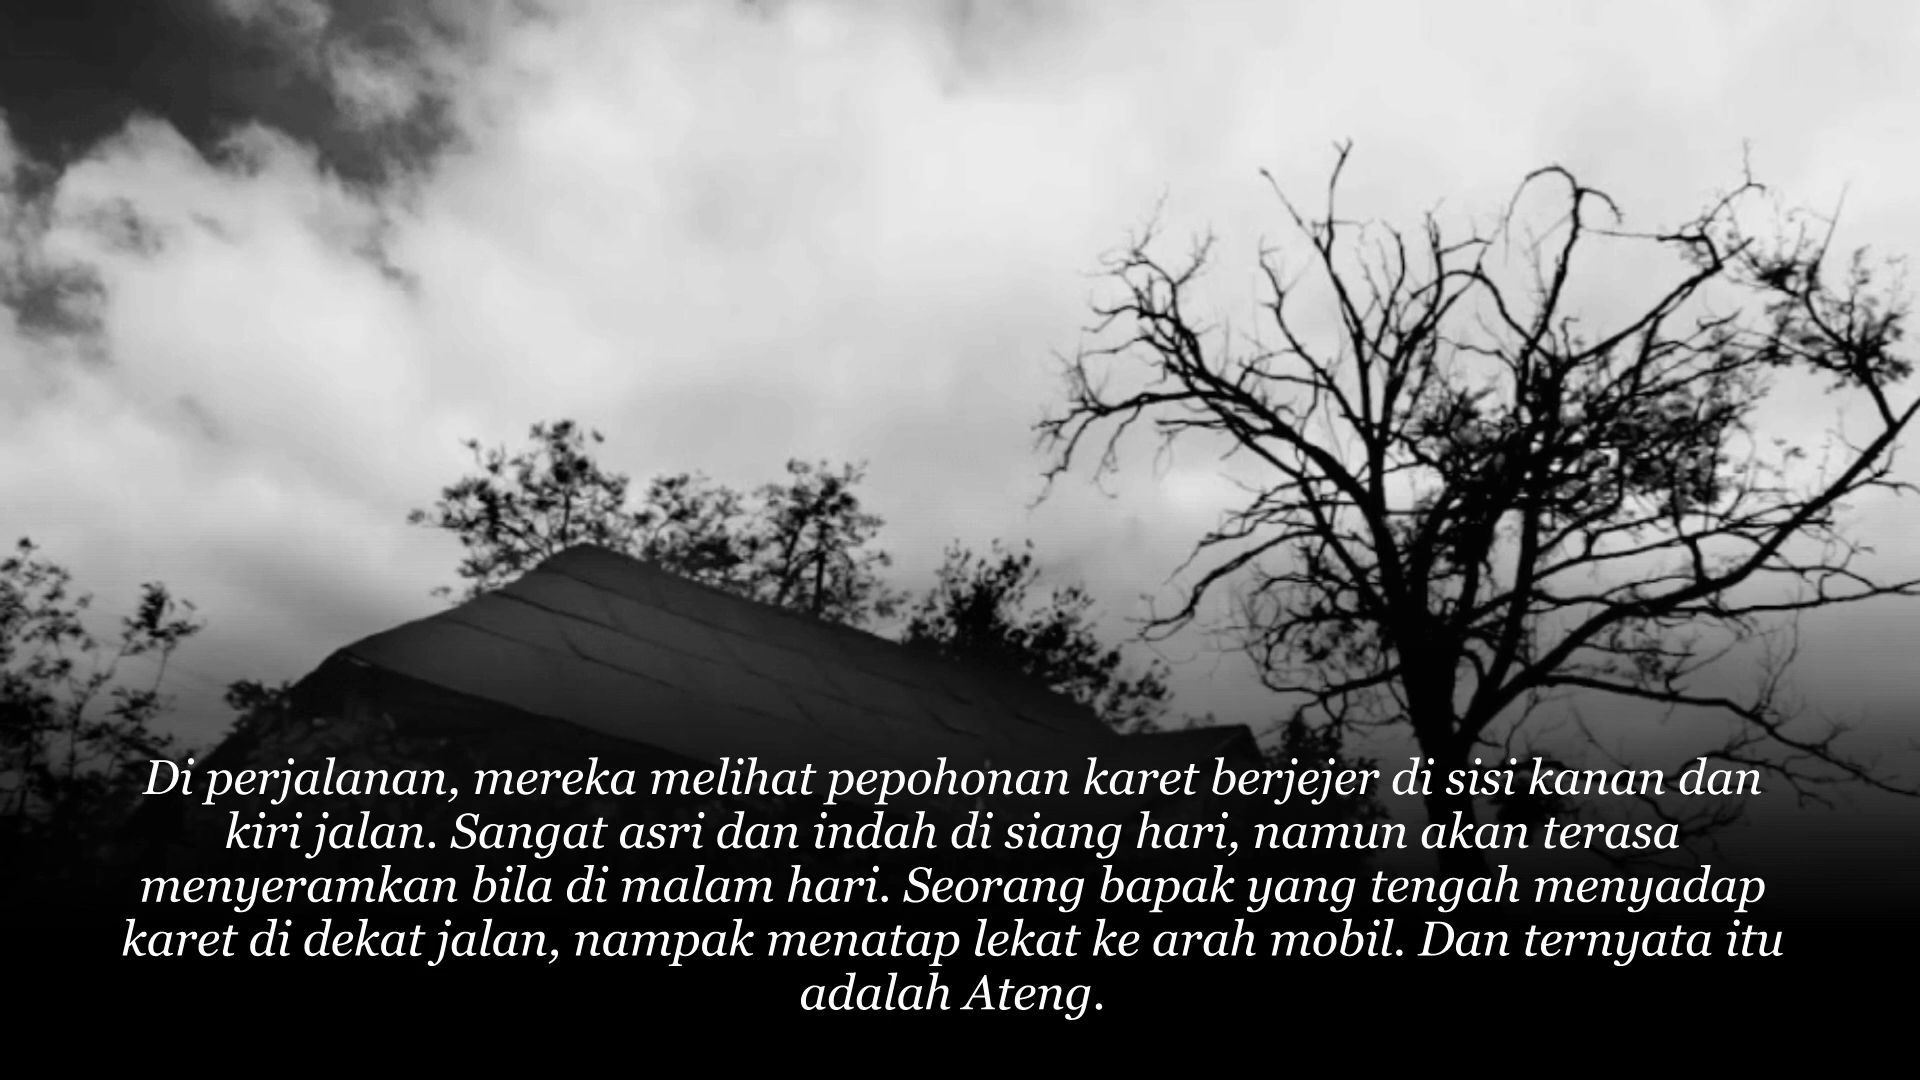 Di perjalanan, mereka melihat pepohonan karet berjejer di sisi kanan dan
kiri jalan. Sangat asri dan indah di siang hari, namun akan terasa
menyeramkan bila di malam hari. Seorang bapak yang tengah menyadap
karet di dekat jalan, nampak menatap lekat ke arah mobil. Dan ternyata itu
adalah Ateng.